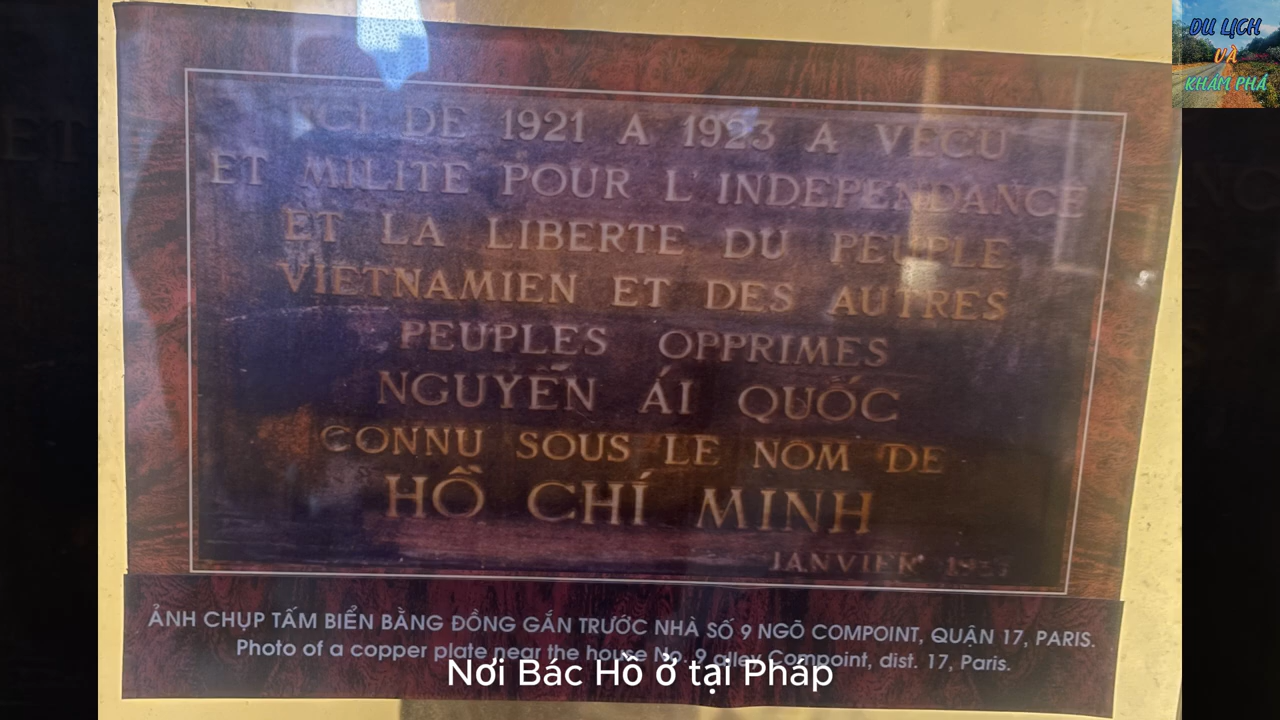 DU LỊCH
VÀ
KHÁM PHÁ
ICI DE 1921 A 1923 A VECU
ET MILITE POUR L'INDEPENDANCE
ET LA LIBERTE DU PEUPLE
VIETNAMIEN ET DES AUTRES
PEUPLES OPPRIMES
NGUYỄN ÁI QUỐC
CONNU SOUS LE NOM DE
HỒ CHÍ MINH
JANVIER
ẢNH CHỤP TẤM BIỂN BẰNG ĐỒNG GẮN TRƯỚC NHÀ SỐ 9 NGÕ COMPOINT, QUẬN 17, PARIS.
Photo of a copper plate near the house No. 9 alley Compoint, dist. 17, Paris.
Nơi Bác Hồ ở tại Pháp